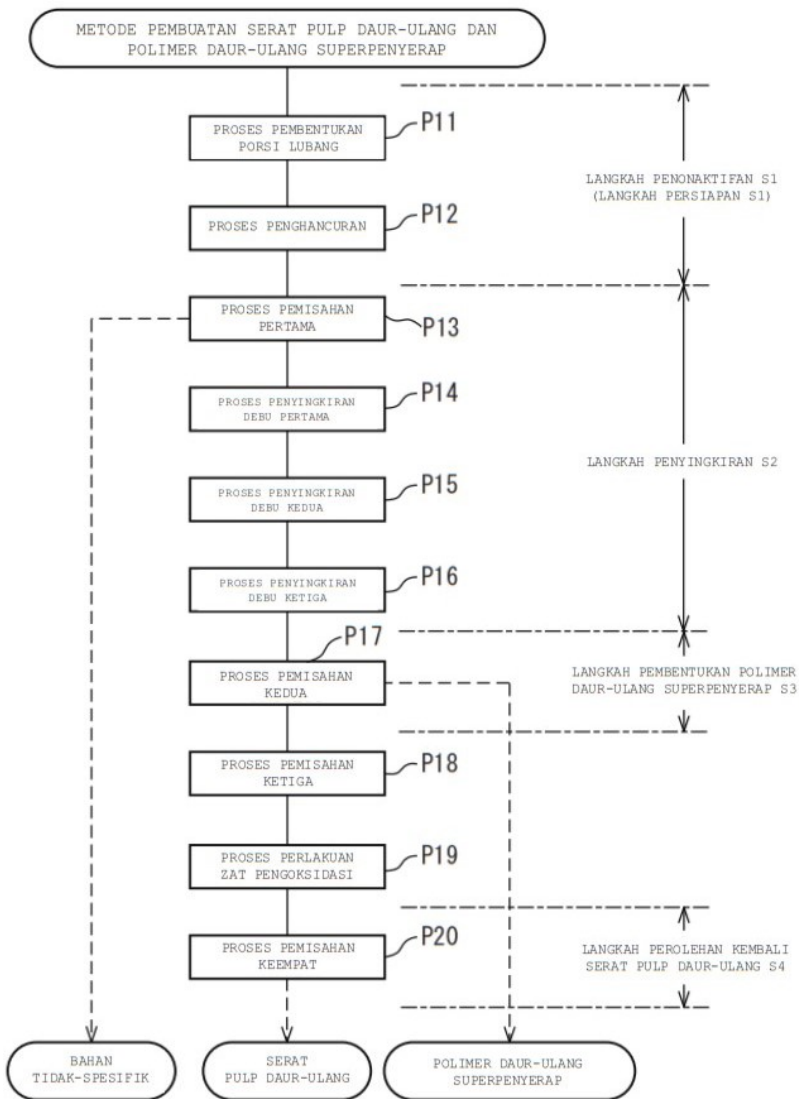 METODE PEMBUATAN SERAT PULP DAUR-ULANG DAN
POLIMER DAUR-ULANG SUPERPENYERAP
PROSES PEMBENTUKAN
PORSI LUBANG
P11
LANGKAH PENONAKTIFAN S1
(LANGKAH PERSIAPAN S1)
PROSES PENGHANCURAN
P12
PROSES PEMISAHAN
PERTAMA
P13
PROSES PENYINGKIRAN
DEBU PERTAMA
P14
LANGKAH PENYINGKIRAN S2
PROSES PENYINGKIRAN
DEBU KEDUA
P15
PROSES PENYINGKIRAN
DEBU KETIGA
P16
P17
PROSES PEMISAHAN
KEDUA
LANGKAH PEMBENTUKAN POLIMER
DAUR-ULANG SUPERPENYERAP S3
PROSES PEMISAHAN
KETIGA
P18
PROSES PERLAKUAN
ZAT PENGOKSIDASI
P19
PROSES PEMISAHAN
KEEMPAT
P20
LANGKAH PEROLEHAN KEMBALI
SERAT PULP DAUR-ULANG S4
BAHAN
TIDAK-SPESIFIK
SERAT
PULP DAUR-ULANG
POLIMER DAUR-ULANG
SUPERPENYERAP